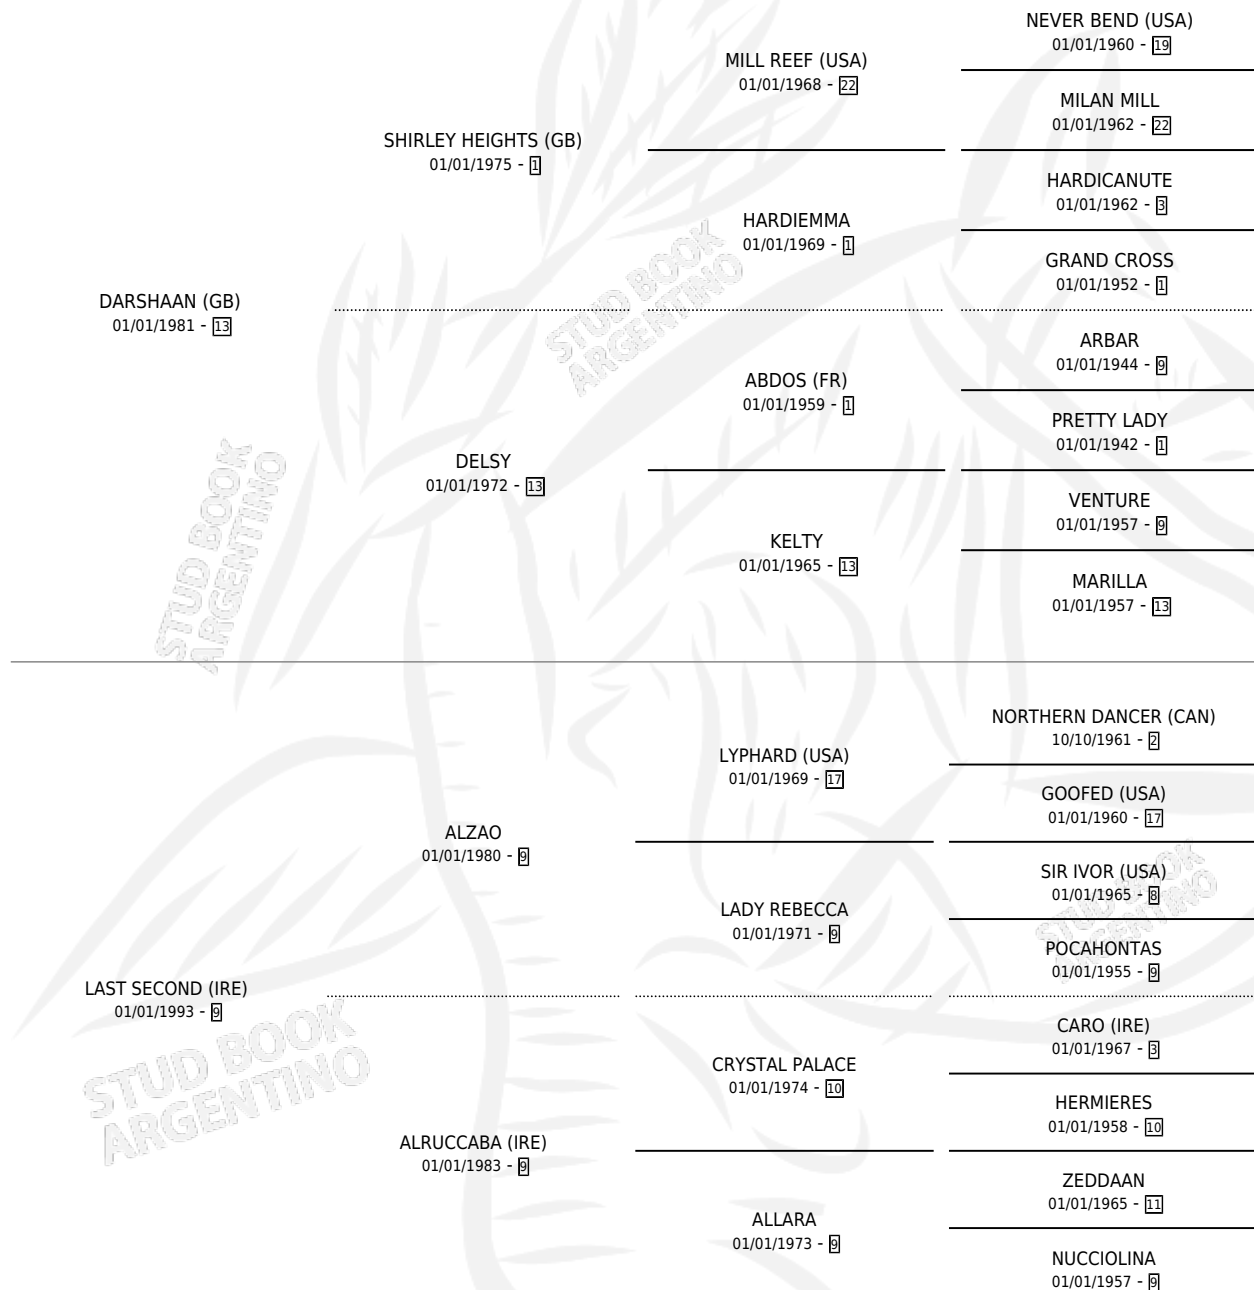 NEVER BEND (USA)
01/01/1960 - 19
MILL REEF (USA)
01/01/1968 - 22
MILAN MILL
01/01/1962 - 22
SHIRLEY HEIGHTS (GB)
01/01/1975 - 1
HARDICANUTE
01/01/1962 - 3
HARDIEMMA
01/01/1969 - 1
GRAND CROSS
01/01/1952 - 1
DARSHAAN (GB)
01/01/1981 - 13
STUD BOOK
ARGENTINO
ARBAR
01/01/1944 - 9
ABDOS (FR)
01/01/1959 - 1
PRETTY LADY
01/01/1942 - 1
DELSY
01/01/1972 - 13
VENTURE
01/01/1957 - 9
KELTY
01/01/1965 - 13
MARILLA
01/01/1957 - 13
STUD BOOK
ARGENTINO
NORTHERN DANCER (CAN)
10/10/1961 - 2
LYPHARD (USA)
01/01/1969 - 17
GOOFED (USA)
01/01/1960 - 17
ALZAO
01/01/1980 - 9
SIR IVOR (USA)
01/01/1965 - 8
LADY REBECCA
01/01/1971 - 9
STUD BOOK
ARGENTINO
POCAHONTAS
01/01/1955 - 9
LAST SECOND (IRE)
01/01/1993 - 9
STUD BOOK
ARGENTINO
CARO (IRE)
01/01/1967 - 3
CRYSTAL PALACE
01/01/1974 - 10
HERMIERES
01/01/1958 - 10
ALRUCCABA (IRE)
01/01/1983 - 9
ZEDDAAN
01/01/1965 - 11
ALLARA
01/01/1973 - 9
NUCCIOLINA
01/01/1957 - 9